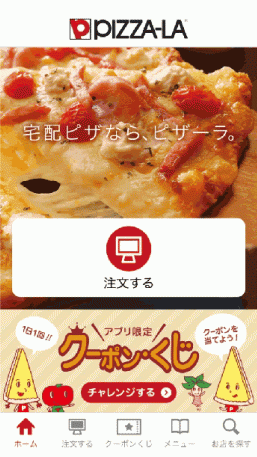 PIZZA-LA
宅配ピザなら、ピザーラ。
注文する
1日1回!!
アプリ限定
クーポン・くじ
クーポンを
当てよう!
チャレンジする
P
P
ホーム
注文する
クーポンくじ
メニュー
お店を探す